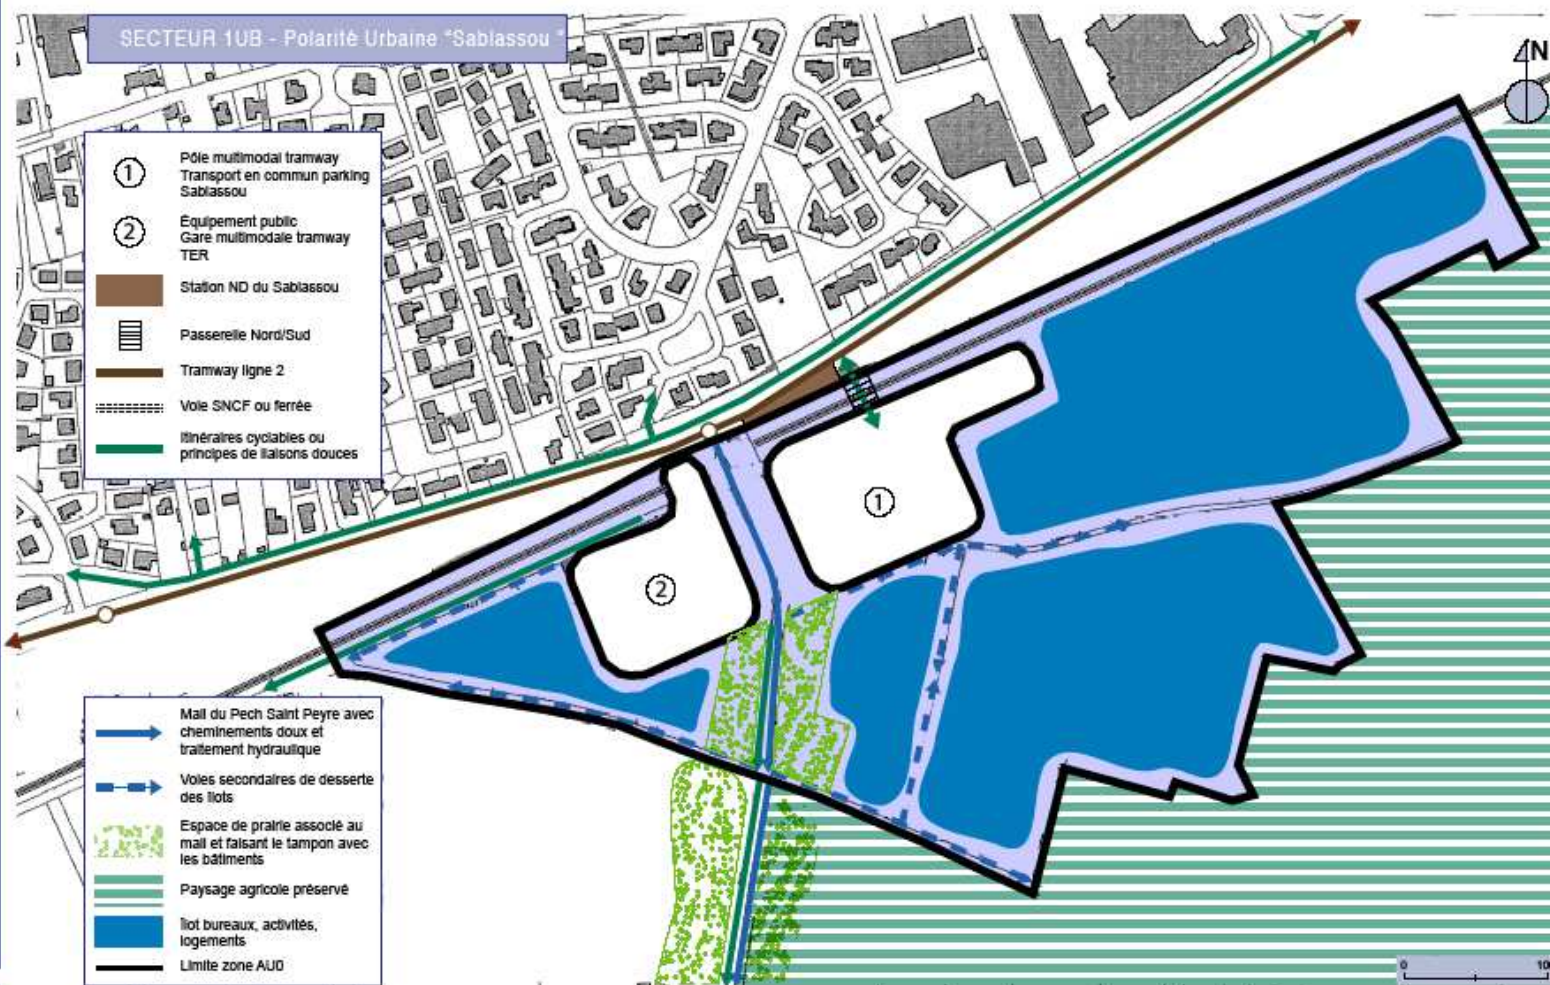 SECTEUR 1UB - Polarité Urbaine "Sablassou "
N
1
Pôle multimodal tramway
Transport en commun parking
Sablassou
2
Équipement public
Gare multimodale tramway
TER
Station ND du Sablassou
Passerelle Nord/Sud
Tramway ligne 2
Voie SNCF ou ferrée
Itinéraires cyclables ou
principes de liaisons douces
1
2
Mail du Pech Saint Peyre avec
cheminements doux et
traitement hydraulique
Voies secondaires de desserte
des îlots
Espace de prairie associé au
mail et faisant le tampon avec
les bâtiments
Paysage agricole préservé
Îlot bureaux, activités,
logements
Limite zone AU0
0